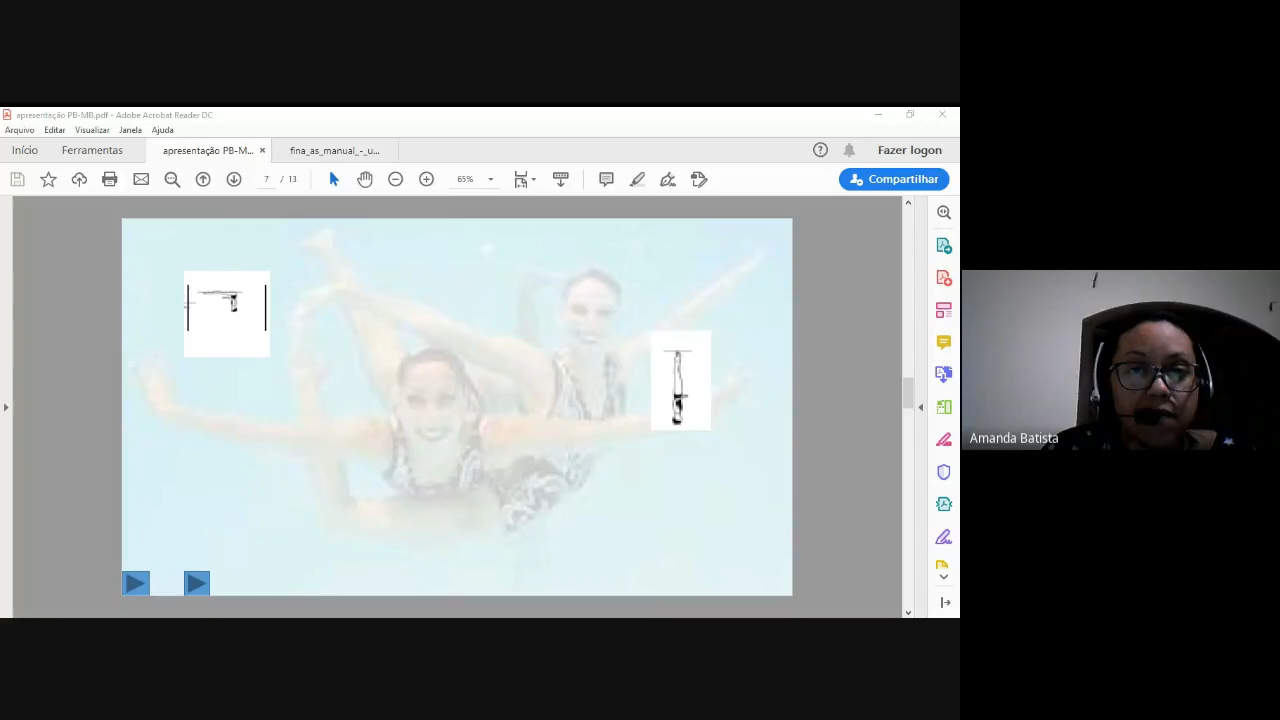 apresentação PB-MB.pdf - Adobe Acrobat Reader DC
Arquivo Editar Visualizar Janela Ajuda
Início Ferramentas apresentação PB-M... × fina_as_manual_-_u... Fazer logon
7 / 13 65% Compartilhar
Amanda Batista